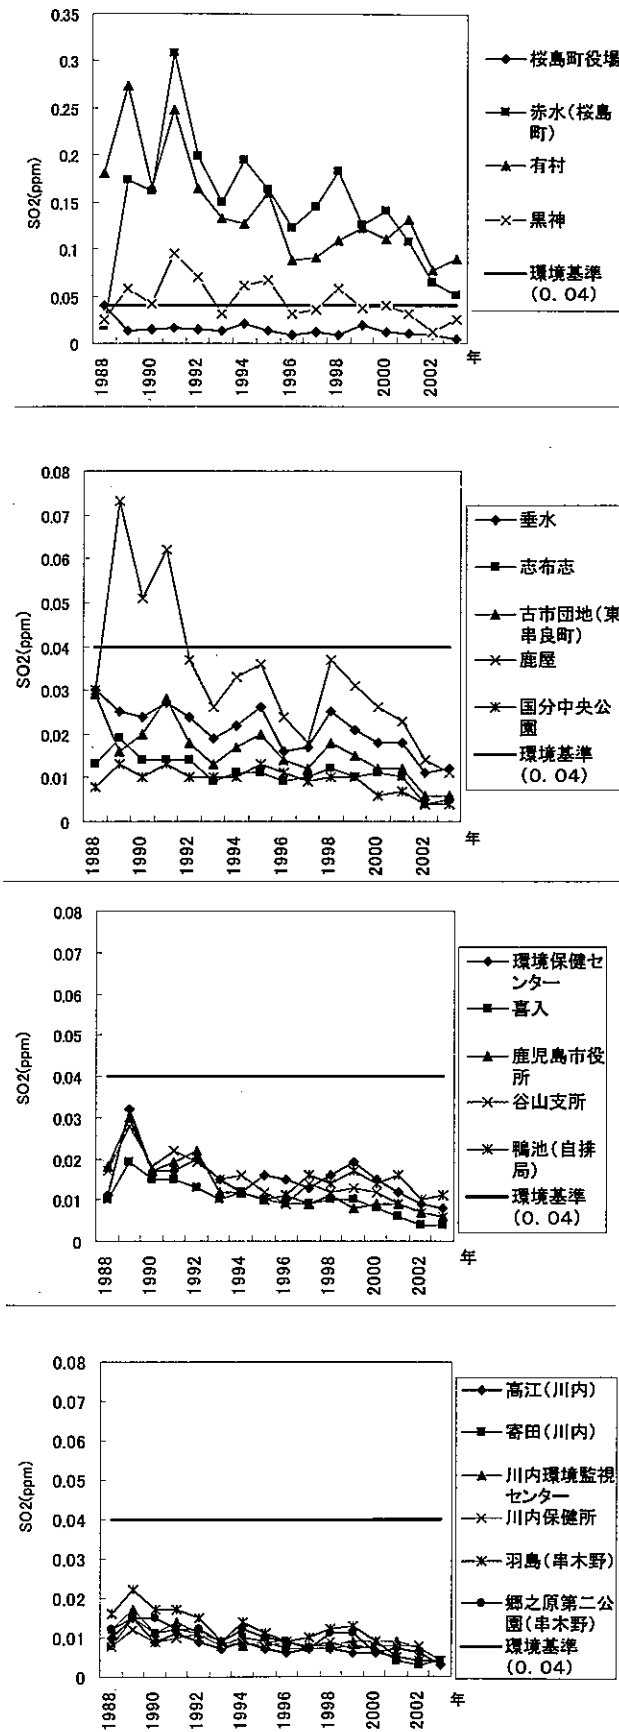 0.35
0.3
0.25
0.2
0.15
0.1
0.05
0
SO2(ppm)
1988
1990
1992
1994
1996
1998
2000
2002
年
桜島町役場
赤水(桜島
町)
有村
黒神
環境基準
(0.04)
0.08
0.07
0.06
0.05
0.04
0.03
0.02
0.01
0
SO2(ppm)
1988
1990
1992
1994
1996
1998
2000
2002
年
垂水
志布志
古市団地(東
串良町)
鹿屋
国分中央公
園
環境基準
(0.04)
0.08
0.07
0.06
0.05
0.04
0.03
0.02
0.01
0
SO2(ppm)
1988
1990
1992
1994
1996
1998
2000
2002
年
環境保健セ
ンター
喜入
鹿児島市役
所
谷山支所
鴨池(自排
局)
環境基準
(0.04)
0.08
0.07
0.06
0.05
0.04
0.03
0.02
0.01
0
SO2(ppm)
1988
1990
1992
1994
1996
1998
2000
2002
年
高江(川内)
寄田(川内)
川内環境監視
センター
川内保健所
羽島(串木野)
郷之原第二公
園(串木野)
環境基準
(0.04)